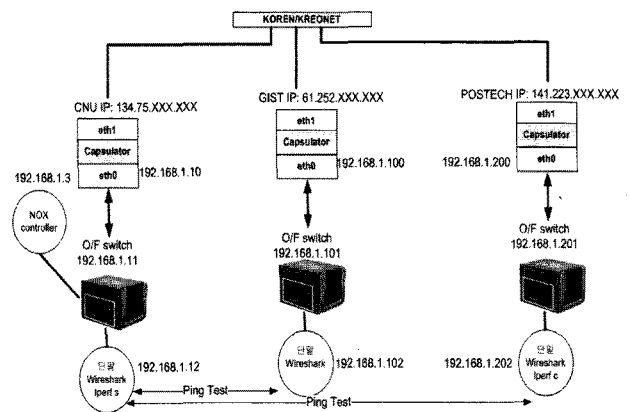 KOREN/KREONET
CNU IP: 134.75.XXX.XXX
GIST IP: 61.252.XXX.XXX
POSTECH IP: 141.223.XXX.XXX
eth1
Capsulator
eth0
192.168.1.10
eth1
Capsulator
eth0
192.168.1.100
eth1
Capsulator
eth0
192.168.1.200
192.168.1.3
NOX
controller
O/F switch
192.168.1.11
O/F switch
192.168.1.101
O/F switch
192.168.1.201
단말
Wireshark
Iperf s
192.168.1.12
단말
Wireshark
192.168.1.102
단말
Wireshark
Iperf c
192.168.1.202
Ping Test
Ping Test